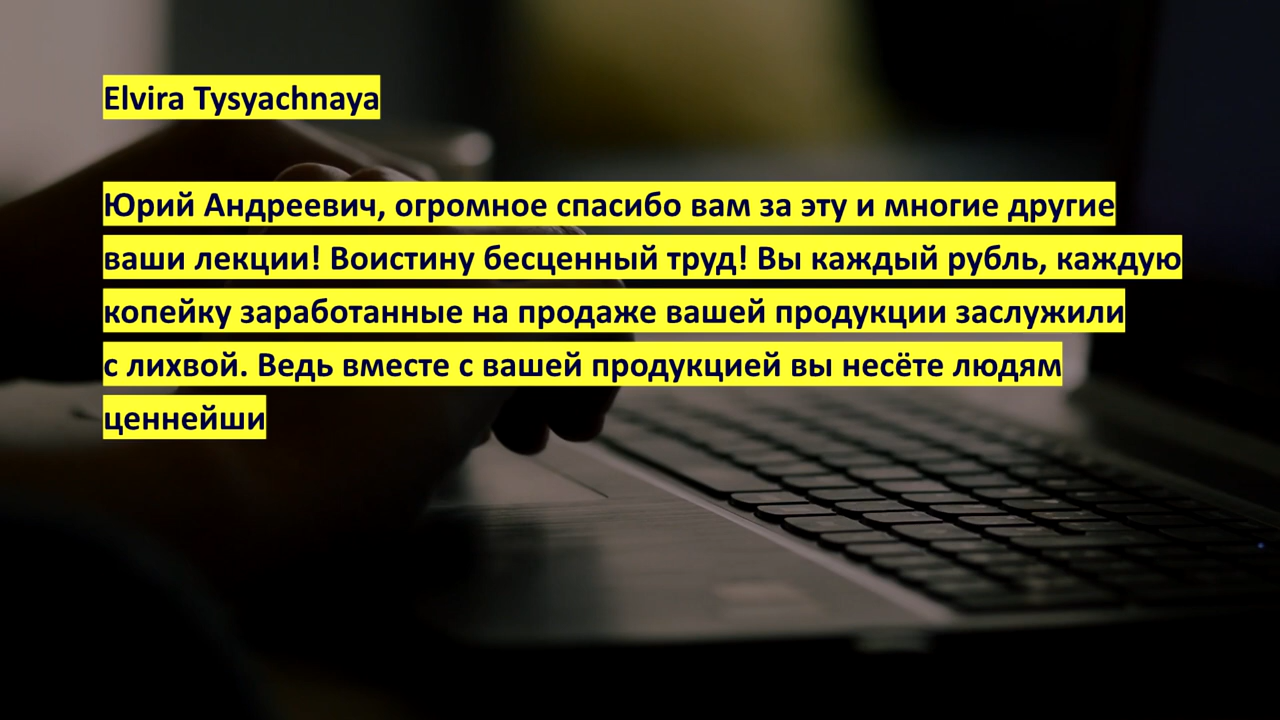 Elvira Tysyachnaya
Юрий Андреевич, огромное спасибо вам за эту и многие другие
ваши лекции! Воистину бесценный труд! Вы каждый рубль, каждую
копейку заработанные на продаже вашей продукции заслужили
с лихвой. Ведь вместе с вашей продукцией вы несёте людям
ценнейши